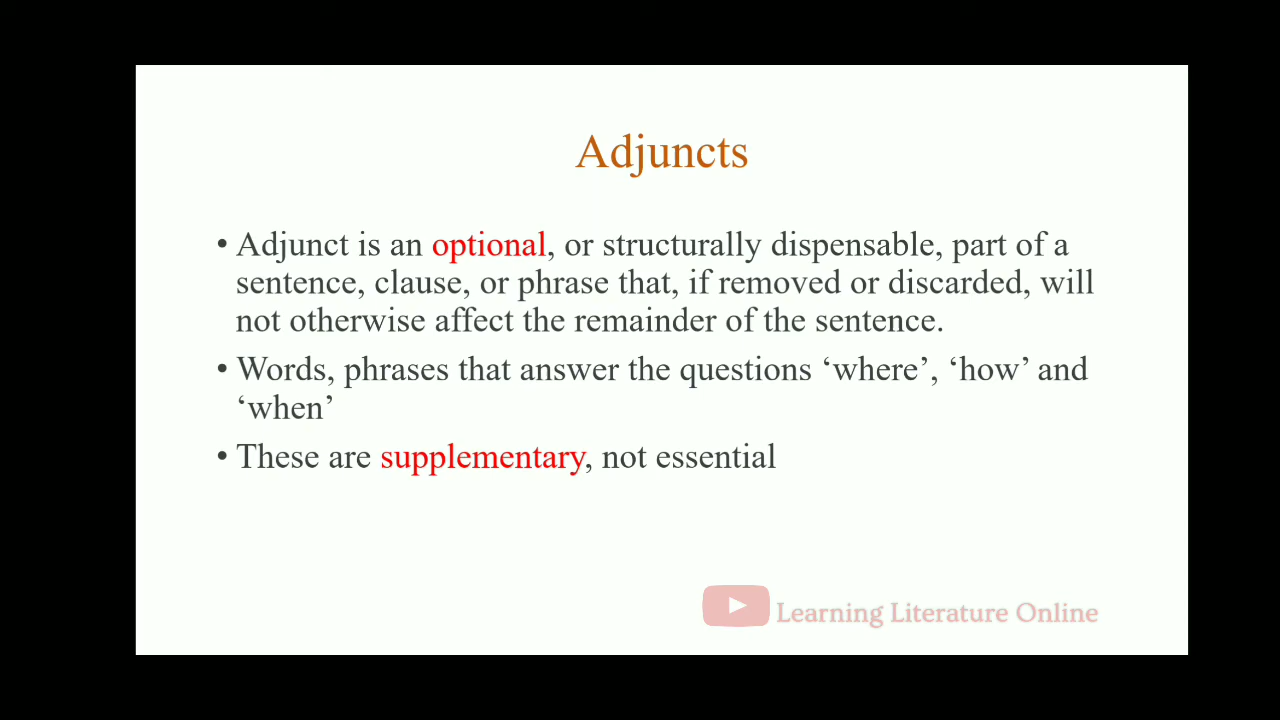 Adjuncts
• Adjunct is an optional, or structurally dispensable, part of a
sentence, clause, or phrase that, if removed or discarded, will
not otherwise affect the remainder of the sentence.
• Words, phrases that answer the questions ‘where’, ‘how’ and
‘when’
• These are supplementary, not essential
Learning Literature Online